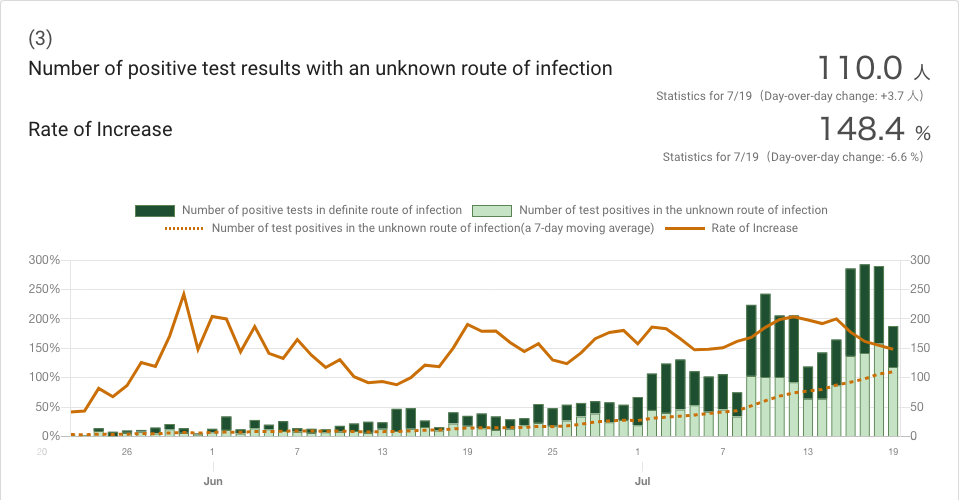 (3)
Number of positive test results with an unknown route of infection
110.0 人
Statistics for 7/19（Day-over-day change: +3.7 人）
Rate of Increase
148.4 %
Statistics for 7/19（Day-over-day change: -6.6 %）
Number of positive tests in definite route of infection
Number of test positives in the unknown route of infection
Number of test positives in the unknown route of infection(a 7-day moving average)
Rate of Increase
300% 300
250% 250
200% 200
150% 150
100% 100
50% 50
0% 0
20 26 1 7 13 19 25 1 7 13 19
Jun Jul